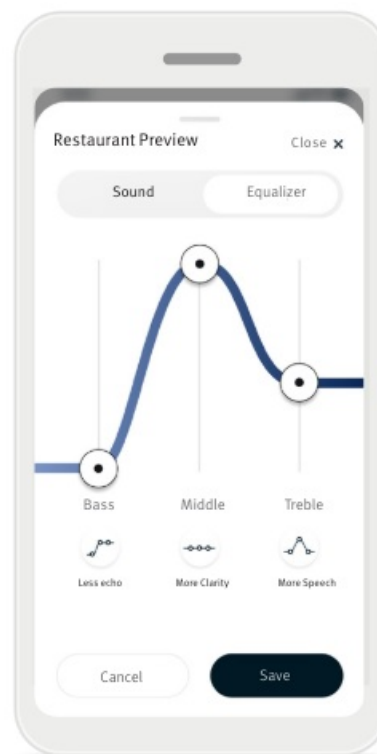 Restaurant Preview
Close ×
Sound Equalizer
Bass Middle Treble
Less echo More Clarity More Speech
Cancel Save